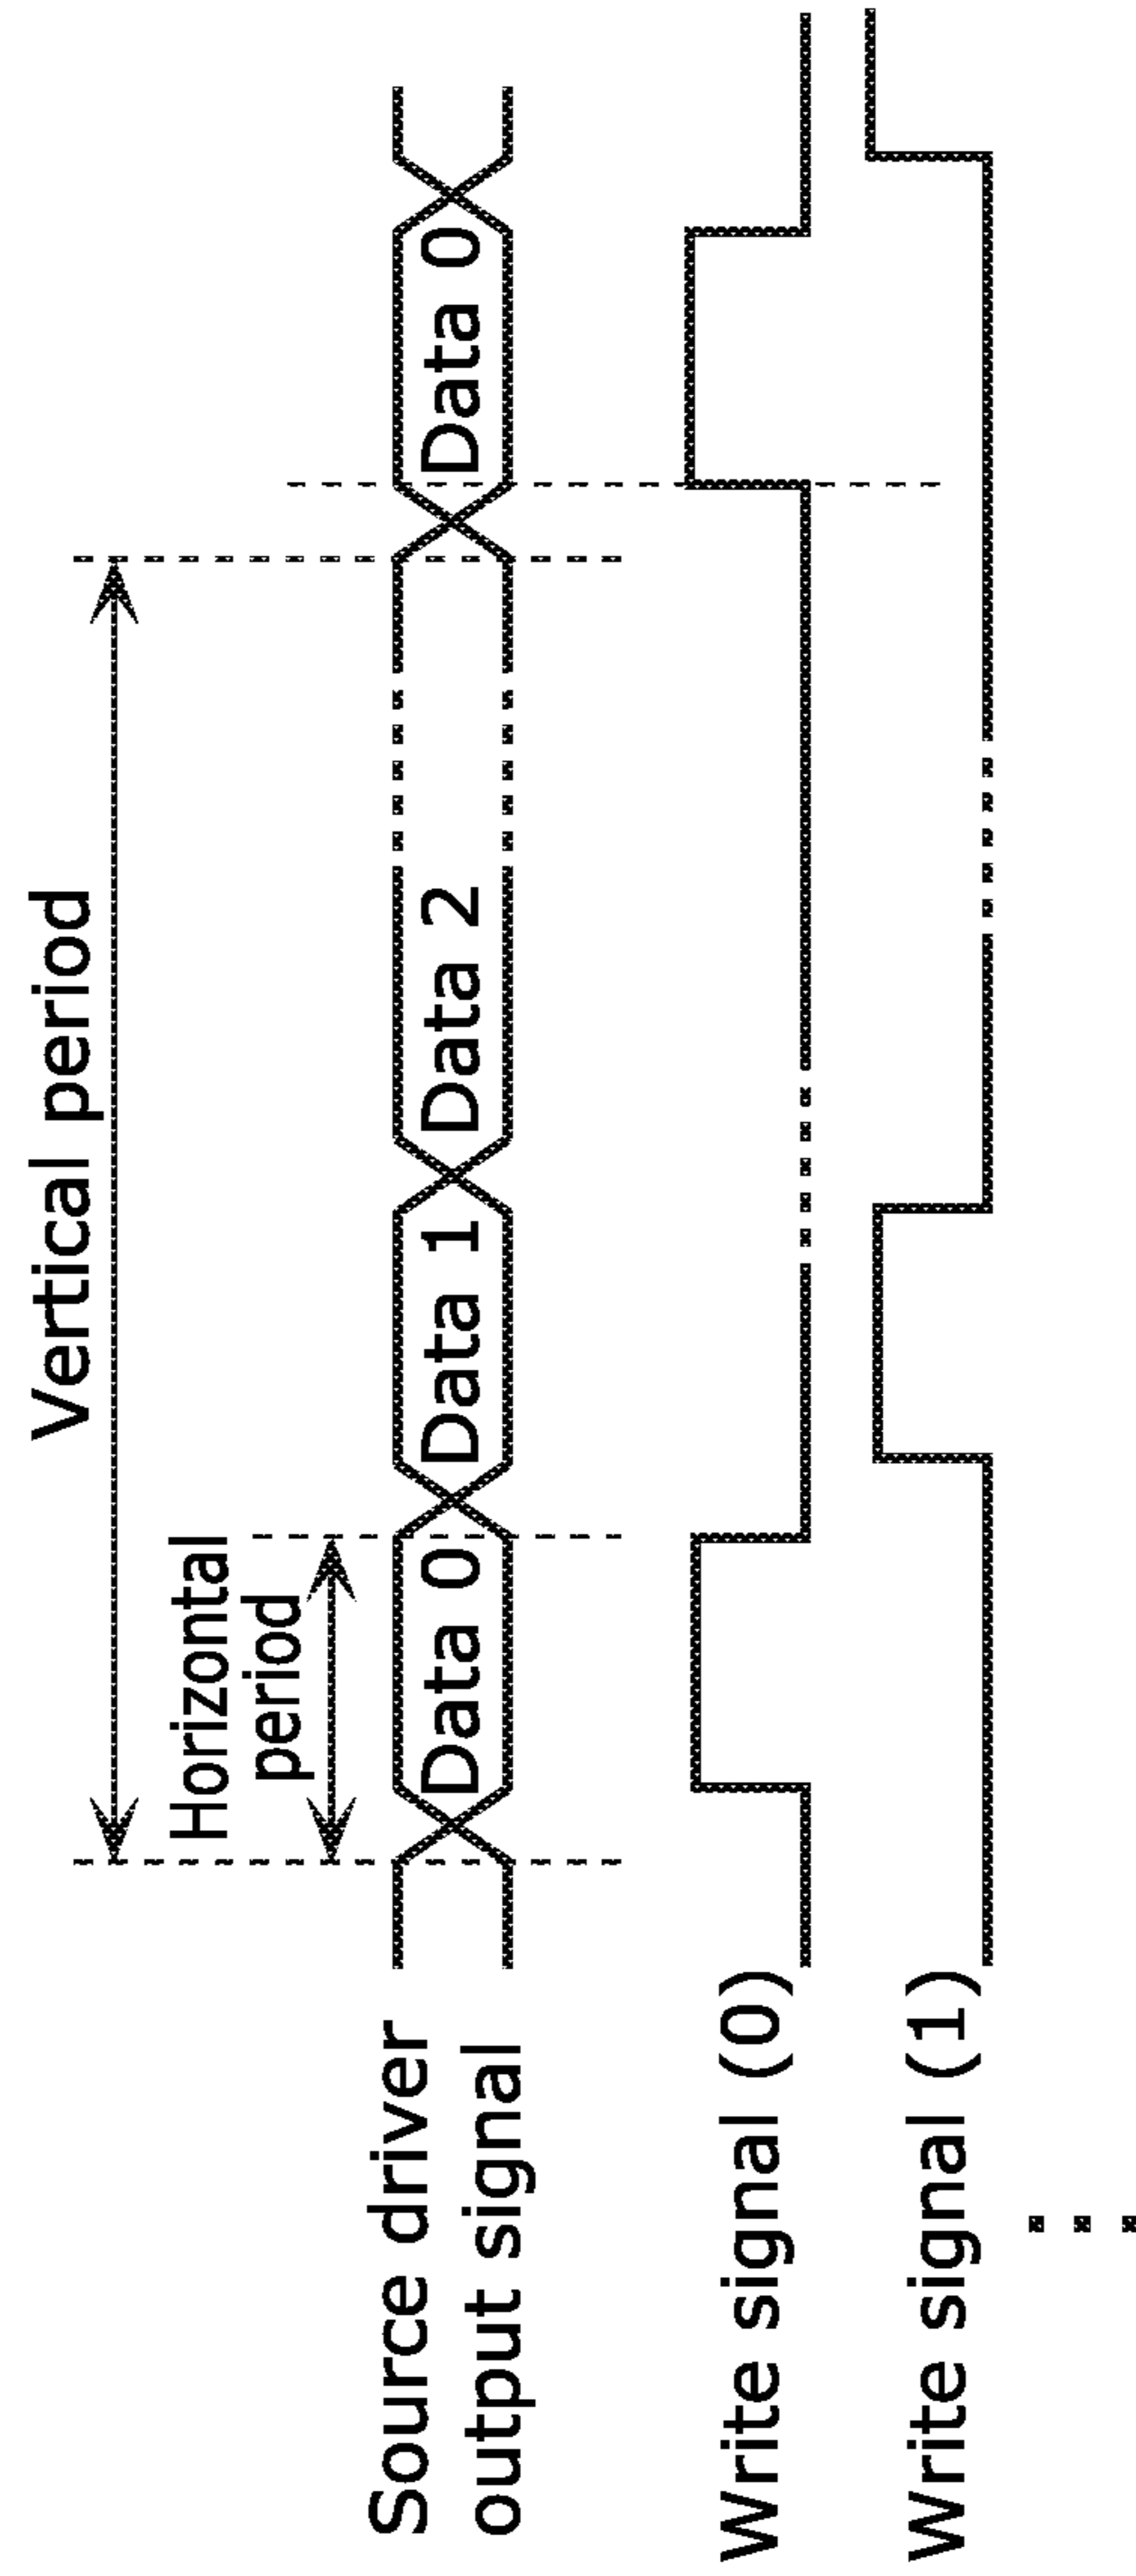 Vertical period
Horizontal
period
Source driver
output signal
Data 0
Data 1
Data 2
Data 0
Write signal (0)
Write signal (1)